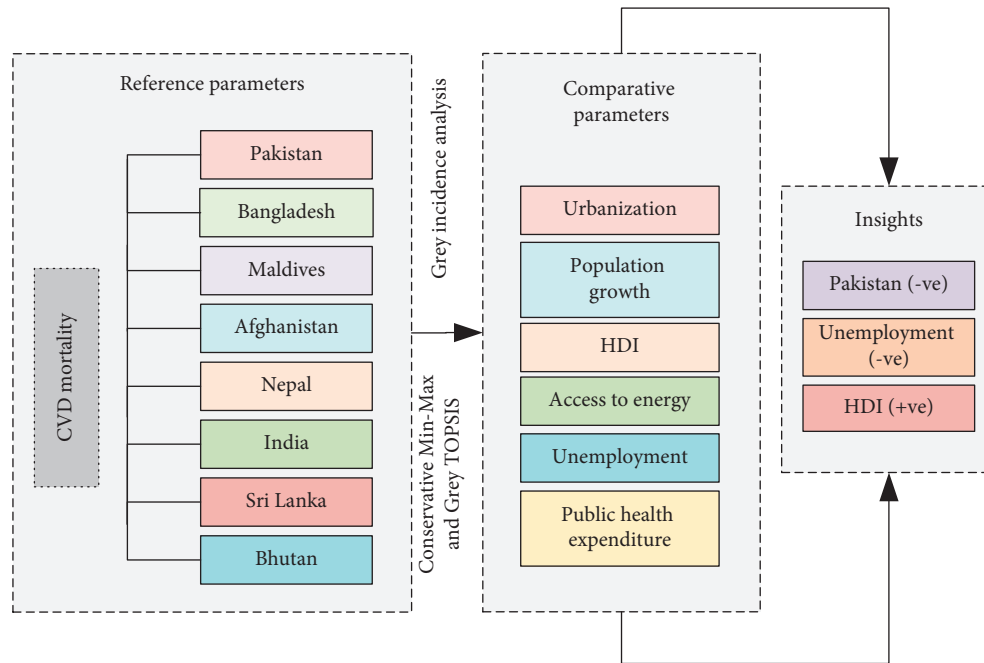 Reference parameters
CVD mortality
Pakistan
Bangladesh
Maldives
Afghanistan
Nepal
India
Sri Lanka
Bhutan
Grey incidence analysis
Conservative Min-Max
and Grey TOPSIS
Comparative
parameters
Urbanization
Population
growth
HDI
Access to energy
Unemployment
Public health
expenditure
Insights
Pakistan (-ve)
Unemployment
(-ve)
HDI (+ve)